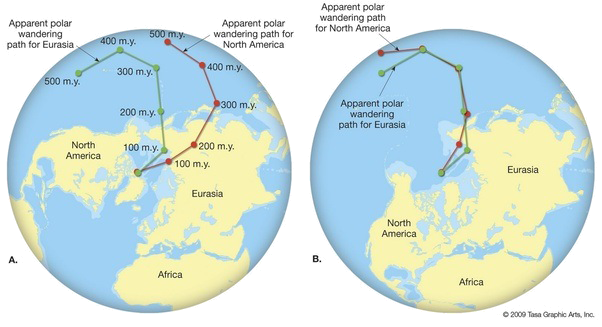 Apparent polar
wandering
path for Eurasia
400 m.y.
500 m.y.
Apparent polar
wandering path for
North America
500 m.y.
300 m.y.
400 m.y.
200 m.y.
300 m.y.
100 m.y.
200 m.y.
100 m.y.
North
America
Eurasia
Africa
A.
Apparent polar
wandering path
for North America
Apparent polar
wandering path
for Eurasia
Eurasia
North
America
Africa
B.
© 2009 Tasa Graphic Arts, Inc.